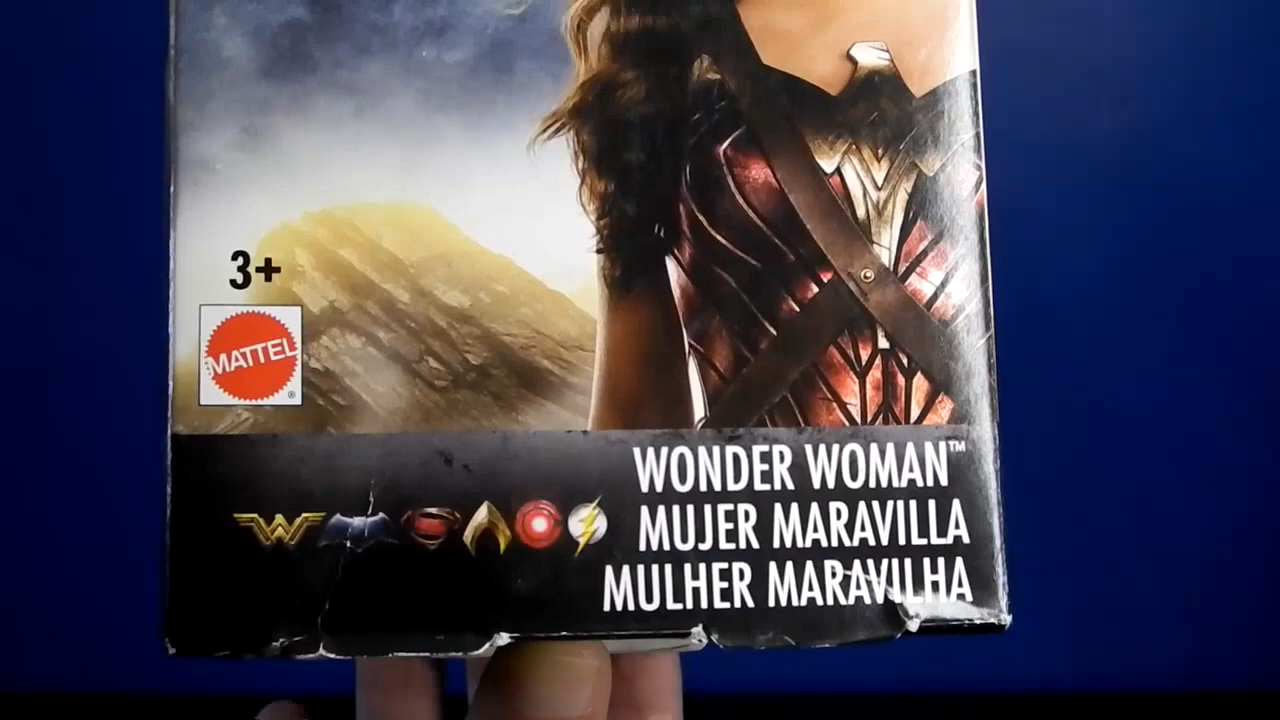 3+
MATTEL
®
WONDER WOMAN™
MUJER MARAVILLA
MULHER MARAVILHA